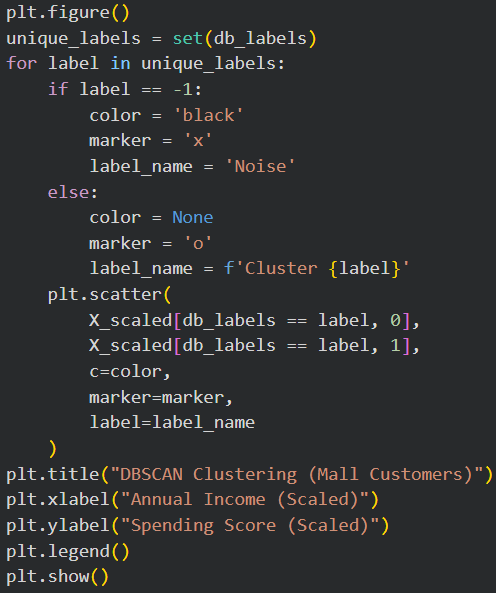 plt.figure()
unique_labels = set(db_labels)
for label in unique_labels:
    if label == -1:
        color = 'black'
        marker = 'x'
        label_name = 'Noise'
    else:
        color = None
        marker = 'o'
        label_name = f'Cluster {label}'
    plt.scatter(
        X_scaled[db_labels == label, 0],
        X_scaled[db_labels == label, 1],
        c=color,
        marker=marker,
        label=label_name
    )
plt.title("DBSCAN Clustering (Mall Customers)")
plt.xlabel("Annual Income (Scaled)")
plt.ylabel("Spending Score (Scaled)")
plt.legend()
plt.show()